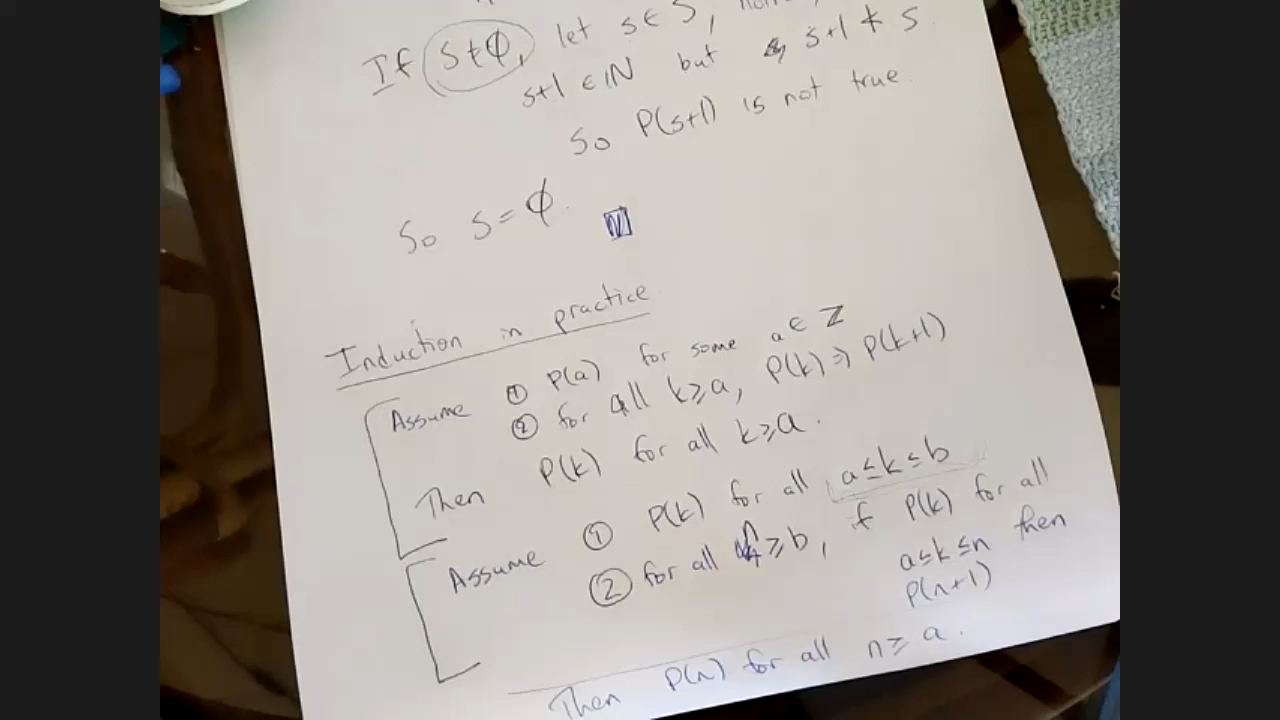 If S≠∅, let s∈S,
s+1 ∈ ℕ but s+1 ∉ S
So P(s+1) is not true
So S = ∅.
Induction in practice
Assume ① P(a) for some a ∈ ℤ
② for all k≥a, P(k) ⇒ P(k+1)
Then P(k) for all k≥a.
Assume ① P(k) for all a≤k≤b
② for all n≥b, if P(k) for all
a≤k≤n then
P(n+1)
Then P(n) for all n≥a.